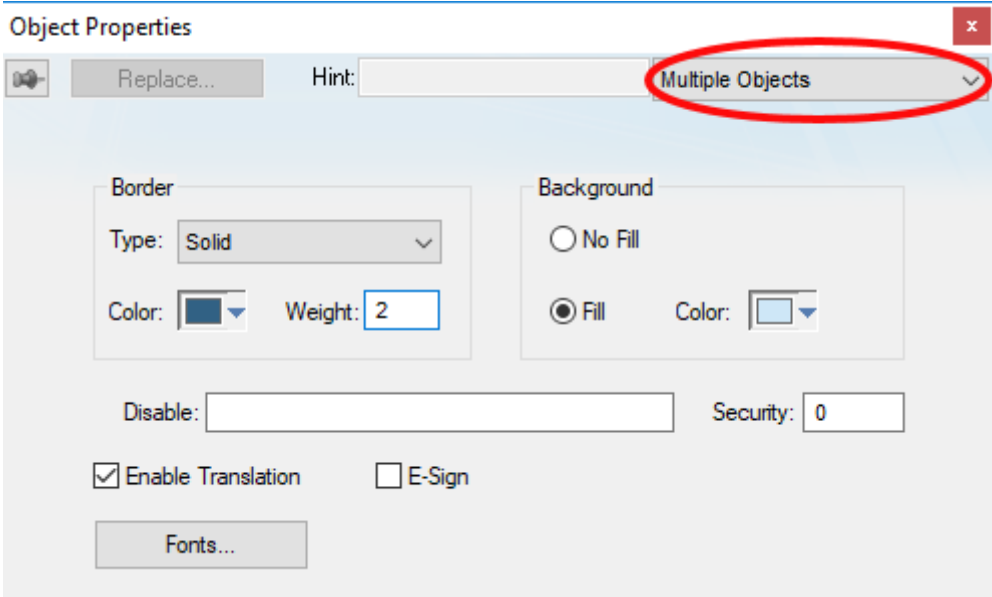 Object Properties
x
Replace... Hint: Multiple Objects
Border Background
Type: Solid No Fill
Color: Weight: 2 Fill Color:
Disable: Security: 0
Enable Translation E-Sign
Fonts...